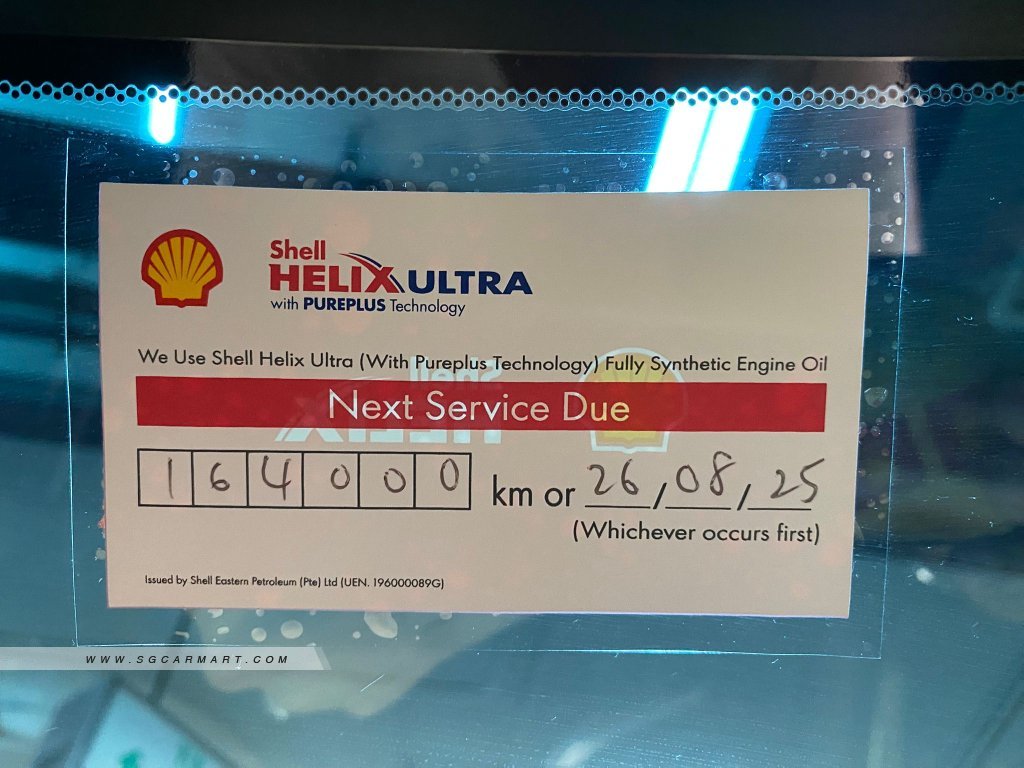 Shell
HELIX ULTRA
with PUREPLUS Technology
We Use Shell Helix Ultra (With Pureplus Technology) Fully Synthetic Engine Oil
Next Service Due
164000 km or 26/08/25
(Whichever occurs first)
Issued by Shell Eastern Petroleum (Pte) Ltd (UEN. 196000089G)
WWW.SGCARMART.COM